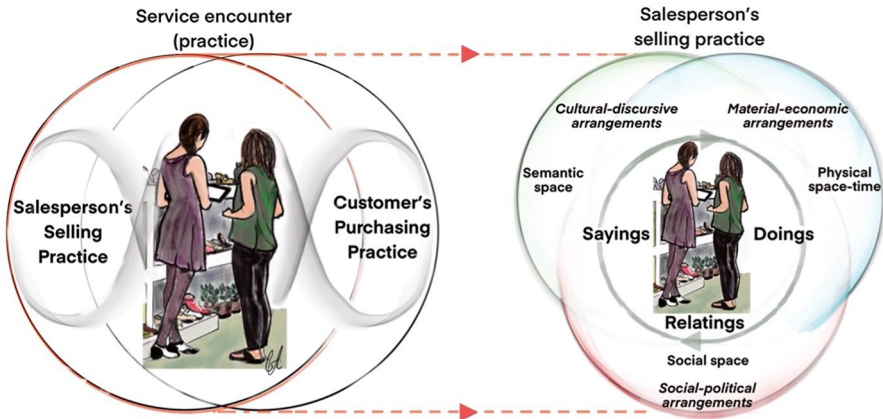 Service encounter
(practice)
Salesperson's
Selling
Practice
Customer's
Purchasing
Practice
Salesperson's
selling practice
Cultural-discursive
arrangements
Material-economic
arrangements
Semantic
space
Physical
space-time
Sayings
Doings
Relatings
Social space
Social-political
arrangements